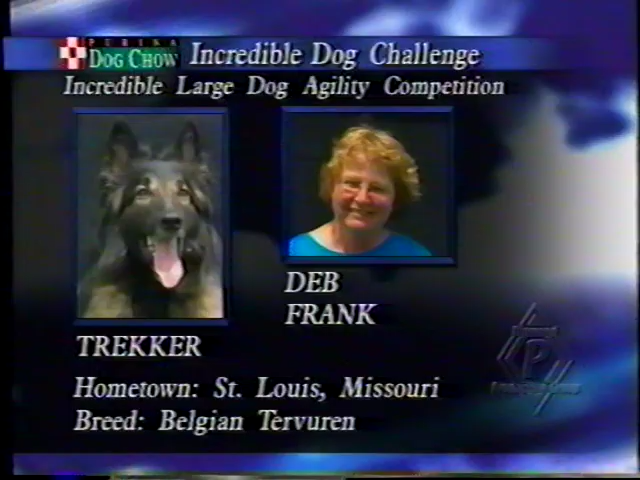 PURINA
DOG CHOW Incredible Dog Challenge
Incredible Large Dog Agility Competition
DEB
FRANK
TREKKER
P
Hometown: St. Louis, Missouri
Breed: Belgian Tervuren